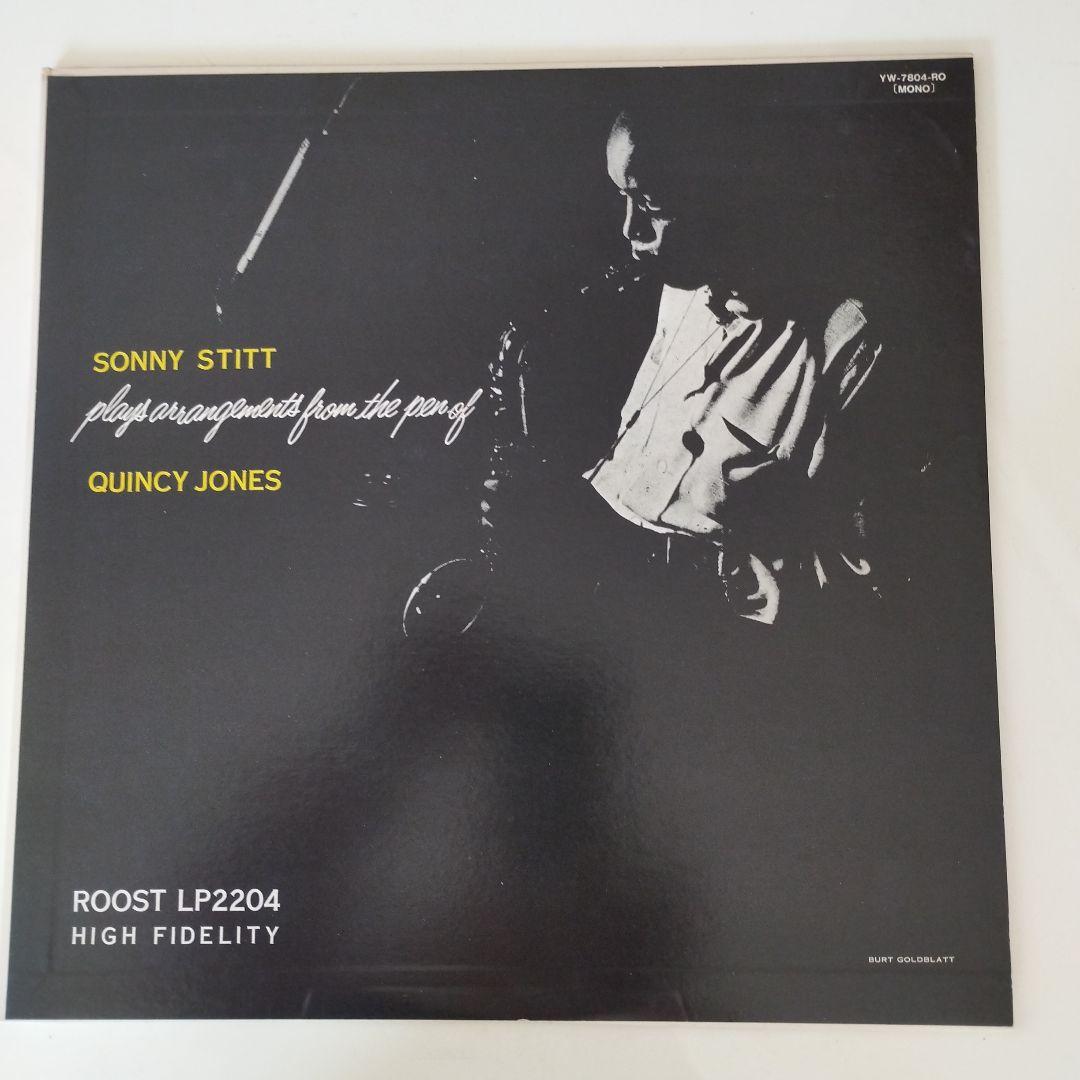 YW-7804-RO
[MONO]
SONNY STITT
plays arrangements from the pen of
QUINCY JONES
ROOST LP2204
HIGH FIDELITY
BURT GOLDBLATT